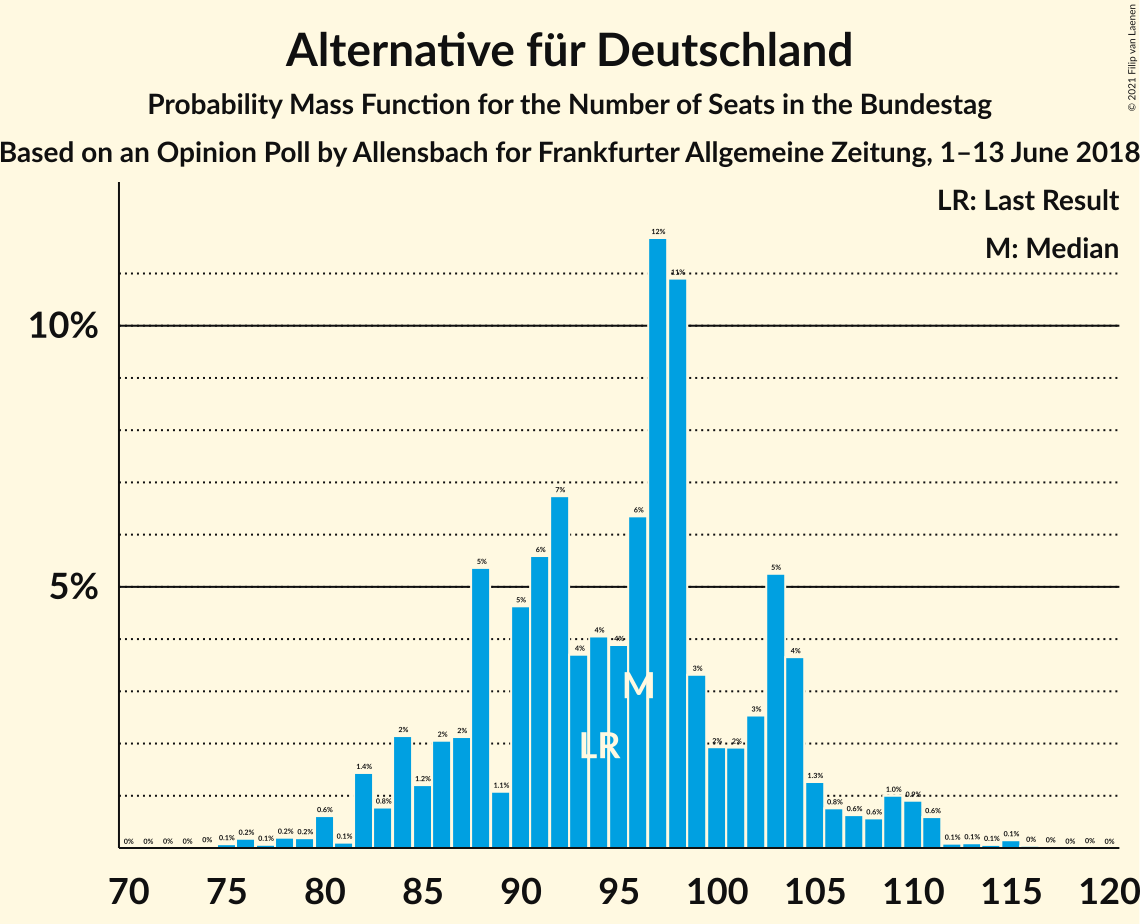 Alternative für Deutschland
Probability Mass Function for the Number of Seats in the Bundestag
Based on an Opinion Poll by Allensbach for Frankfurter Allgemeine Zeitung, 1–13 June 2018
© 2021 Filip van Laenen
LR: Last Result
M: Median
10%
5%
0% 0% 0% 0% 0% 0.1% 0.2% 0.1% 0.2% 0.2% 0.6% 0.1% 1.4% 0.8% 2% 1.2% 2% 2% 5% 1.1% 5% 6% 7% 4% 4% 4% 6% 12% 11% 3% 2% 2% 3% 5% 4% 1.3% 0.8% 0.6% 0.6% 1.0% 0.9% 0.6% 0.1% 0.1% 0.1% 0.1% 0% 0% 0% 0% 0%
M
LR
70 75 80 85 90 95 100 105 110 115 120